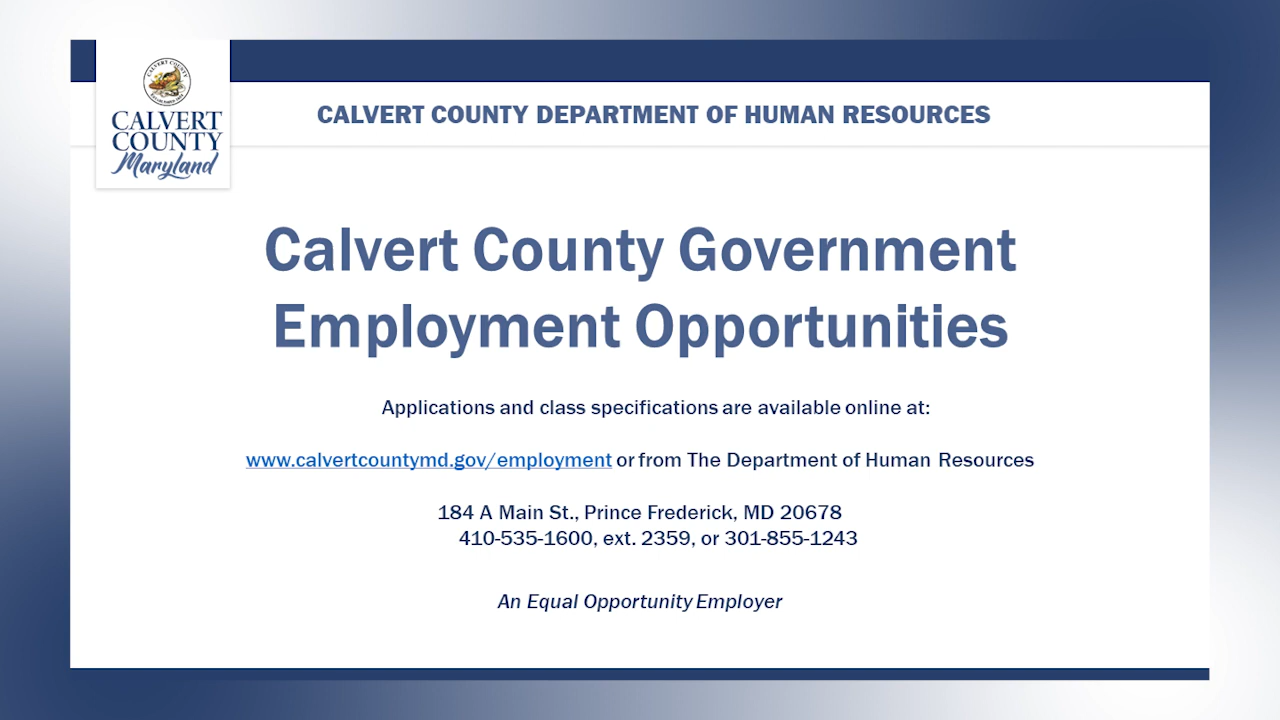 CALVERT COUNTY
CALVERT
COUNTY
Maryland
CALVERT COUNTY DEPARTMENT OF HUMAN RESOURCES
Calvert County Government
Employment Opportunities
Applications and class specifications are available online at:
www.calvertcountymd.gov/employment or from The Department of Human Resources
184 A Main St., Prince Frederick, MD 20678
410-535-1600, ext. 2359, or 301-855-1243
An Equal Opportunity Employer